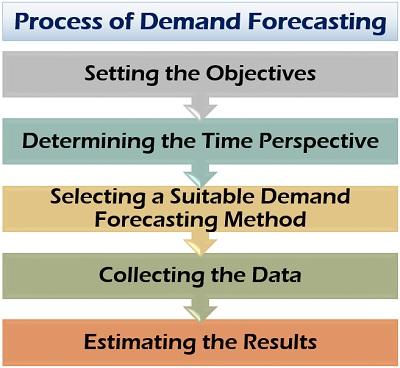 Process of Demand Forecasting
Setting the Objectives
Determining the Time Perspective
Selecting a Suitable Demand
Forecasting Method
Collecting the Data
Estimating the Results